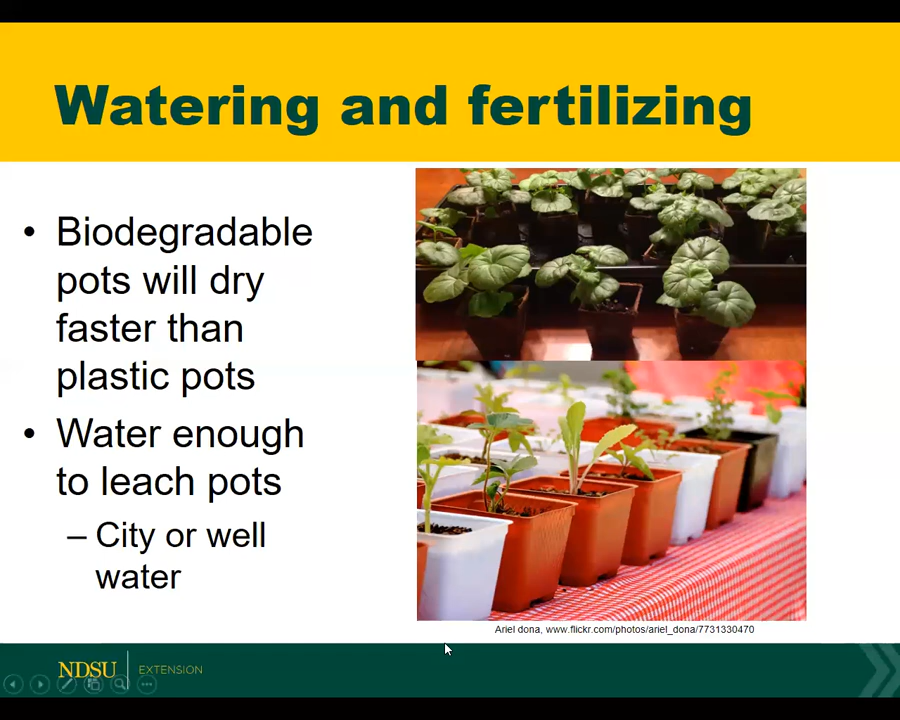 Watering and fertilizing
• Biodegradable
pots will dry
faster than
plastic pots
• Water enough
to leach pots
– City or well
water
Ariel dona, www.flickr.com/photos/ariel_dona/7731330470
NDSU EXTENSION